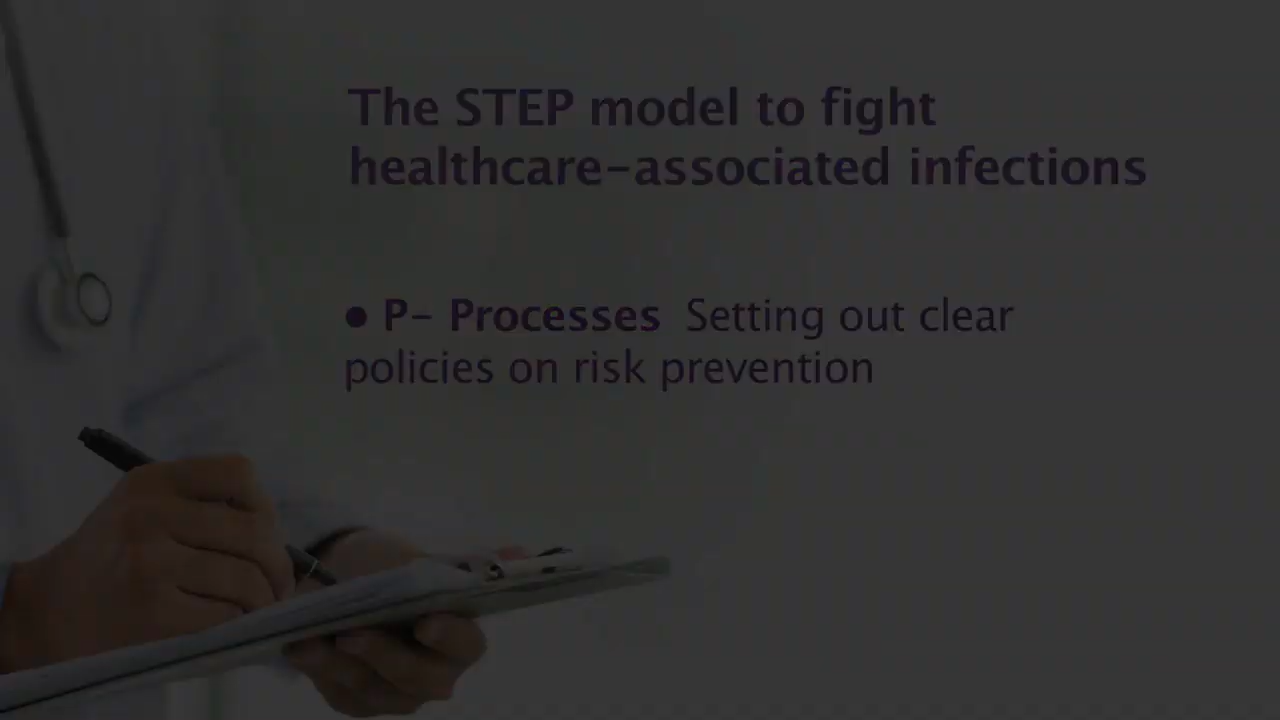 The STEP model to fight
healthcare-associated infections
● P- Processes Setting out clear
policies on risk prevention